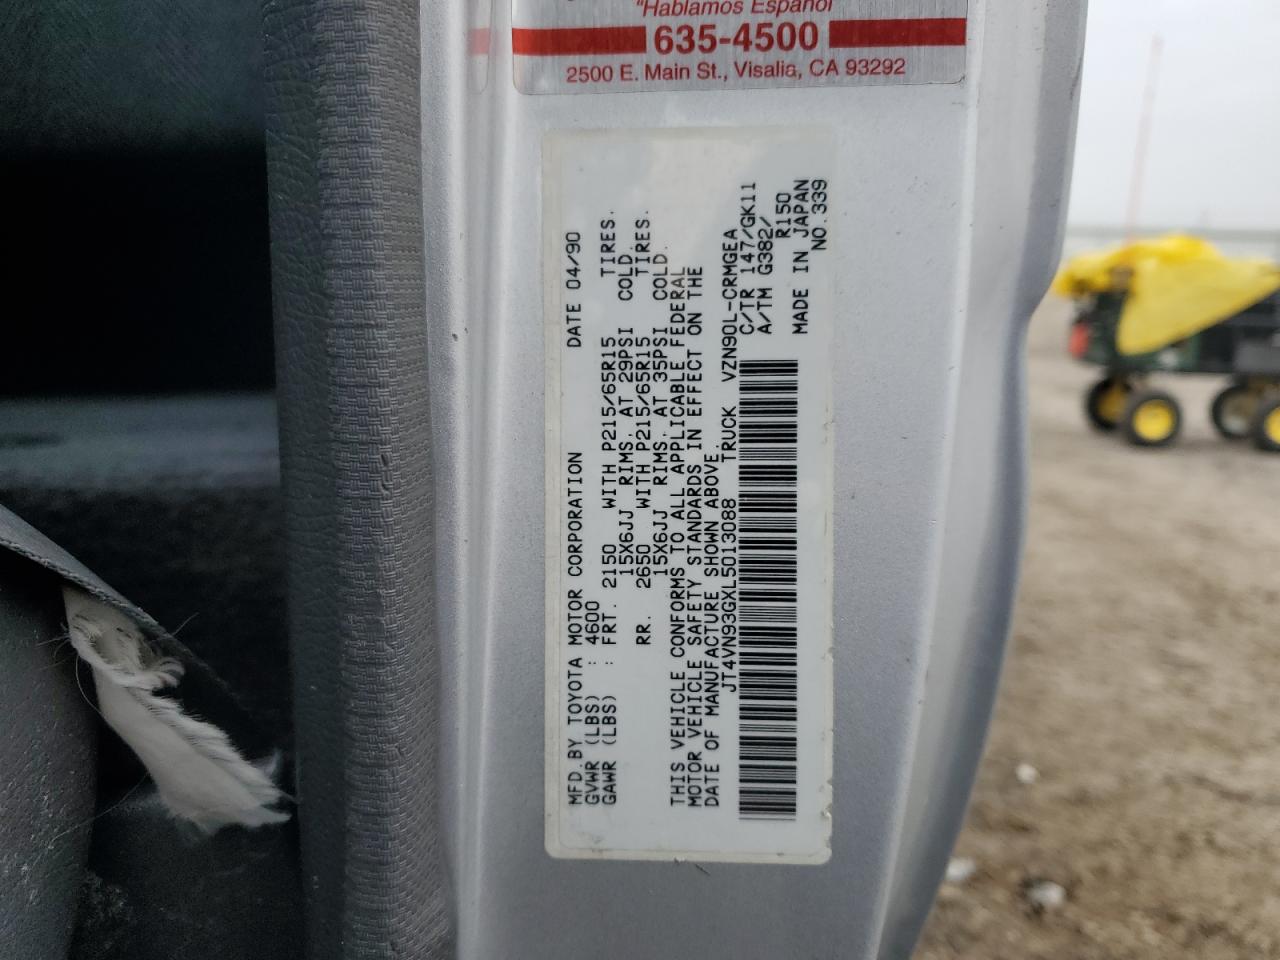 "Hablamos Español"
635-4500
2500 E. Main St., Visalia, CA 93292
MFD. BY TOYOTA MOTOR CORPORATION DATE 04/90
GVWR (LBS) : 4600
GAWR (LBS) : FRT. 2150 WITH P215/65R15 TIRES.
15X6JJ RIMS, AT 29PSI COLD.
RR. 2650 WITH P215/65R15 TIRES.
15X6JJ RIMS, AT 35PSI COLD.
THIS VEHICLE CONFORMS TO ALL APPLICABLE FEDERAL
MOTOR VEHICLE SAFETY STANDARDS IN EFFECT ON THE
DATE OF MANUFACTURE SHOWN ABOVE.
JT4VN93GXL5013088 TRUCK VZN90L-CRMGEA
C/TR 147/GK11
A/TM G382/
R150
MADE IN JAPAN
NO.339